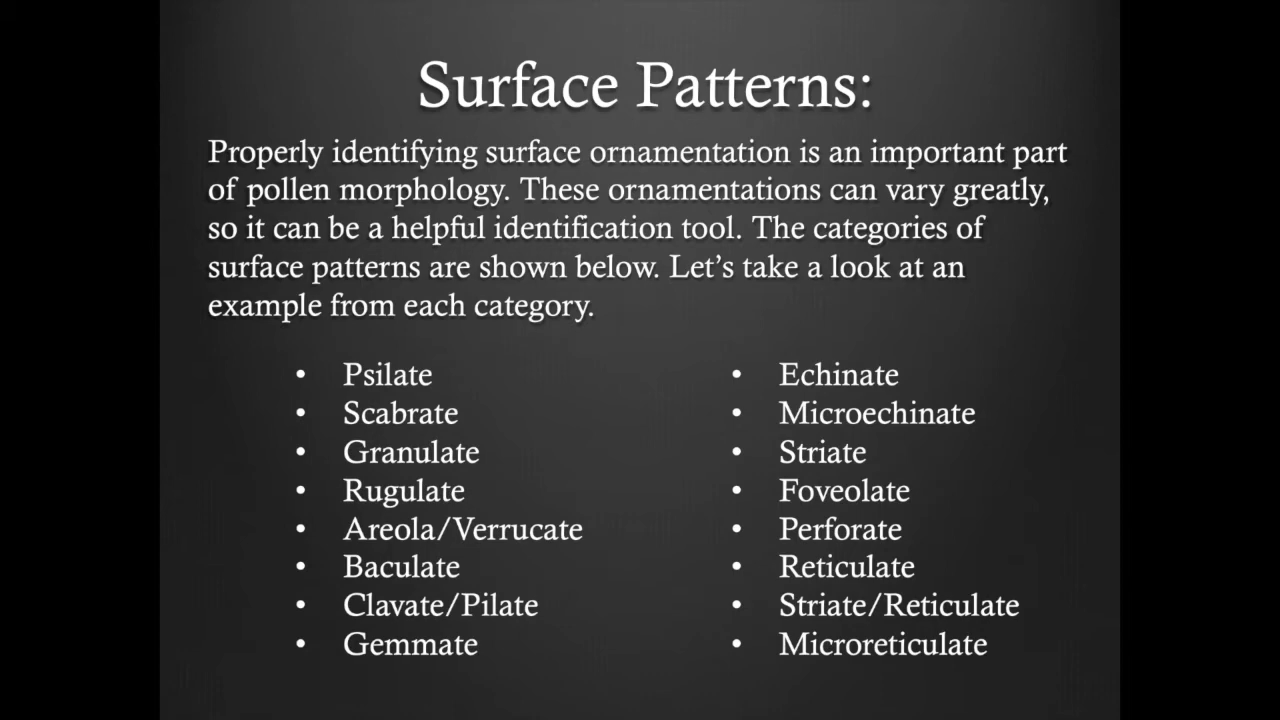 Surface Patterns:
Properly identifying surface ornamentation is an important part
of pollen morphology. These ornamentations can vary greatly,
so it can be a helpful identification tool. The categories of
surface patterns are shown below. Let’s take a look at an
example from each category.
• Psilate
• Scabrate
• Granulate
• Rugulate
• Areola/Verrucate
• Baculate
• Clavate/Pilate
• Gemmate
• Echinate
• Microechinate
• Striate
• Foveolate
• Perforate
• Reticulate
• Striate/Reticulate
• Microreticulate